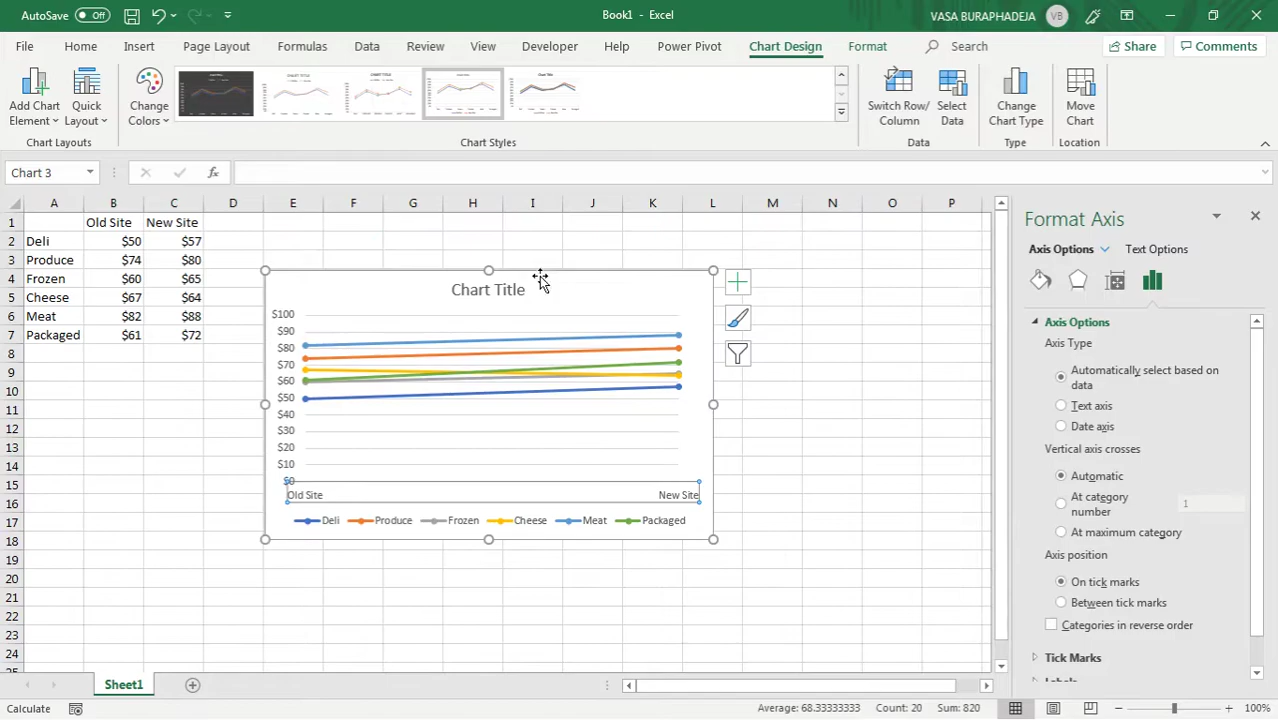 AutoSave Off
Book1 - Excel
VASA BURAPHADEJA VB
File Home Insert Page Layout Formulas Data Review View Developer Help Power Pivot Chart Design Format Search Share Comments
Add Chart Element
Quick Layout
Change Colors
Switch Row/ Column
Select Data
Change Chart Type
Move Chart
Chart Layouts
Chart Styles
Data
Type
Location
Chart 3
fx
A B C D E F G H I J K L M N O P
1 Old Site New Site
2 Deli $50 $57
3 Produce $74 $80
4 Frozen $60 $65
5 Cheese $67 $64
6 Meat $82 $88
7 Packaged $61 $72
8
9
10
11
12
13
14
15
16
17
18
19
20
21
22
23
24
25
Chart Title
$100
$90
$80
$70
$60
$50
$40
$30
$20
$10
$0
Old Site New Site
Deli Produce Frozen Cheese Meat Packaged
Format Axis
Axis Options Text Options
Axis Options
Axis Type
Automatically select based on
data
Text axis
Date axis
Vertical axis crosses
Automatic
At category
number
1
At maximum category
Axis position
On tick marks
Between tick marks
Categories in reverse order
Tick Marks
Labels
Sheet1
Calculate
Average: 68.33333333 Count: 20 Sum: 820
100%